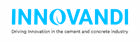 INNOVANDI
Driving innovation in the cement and concrete industry